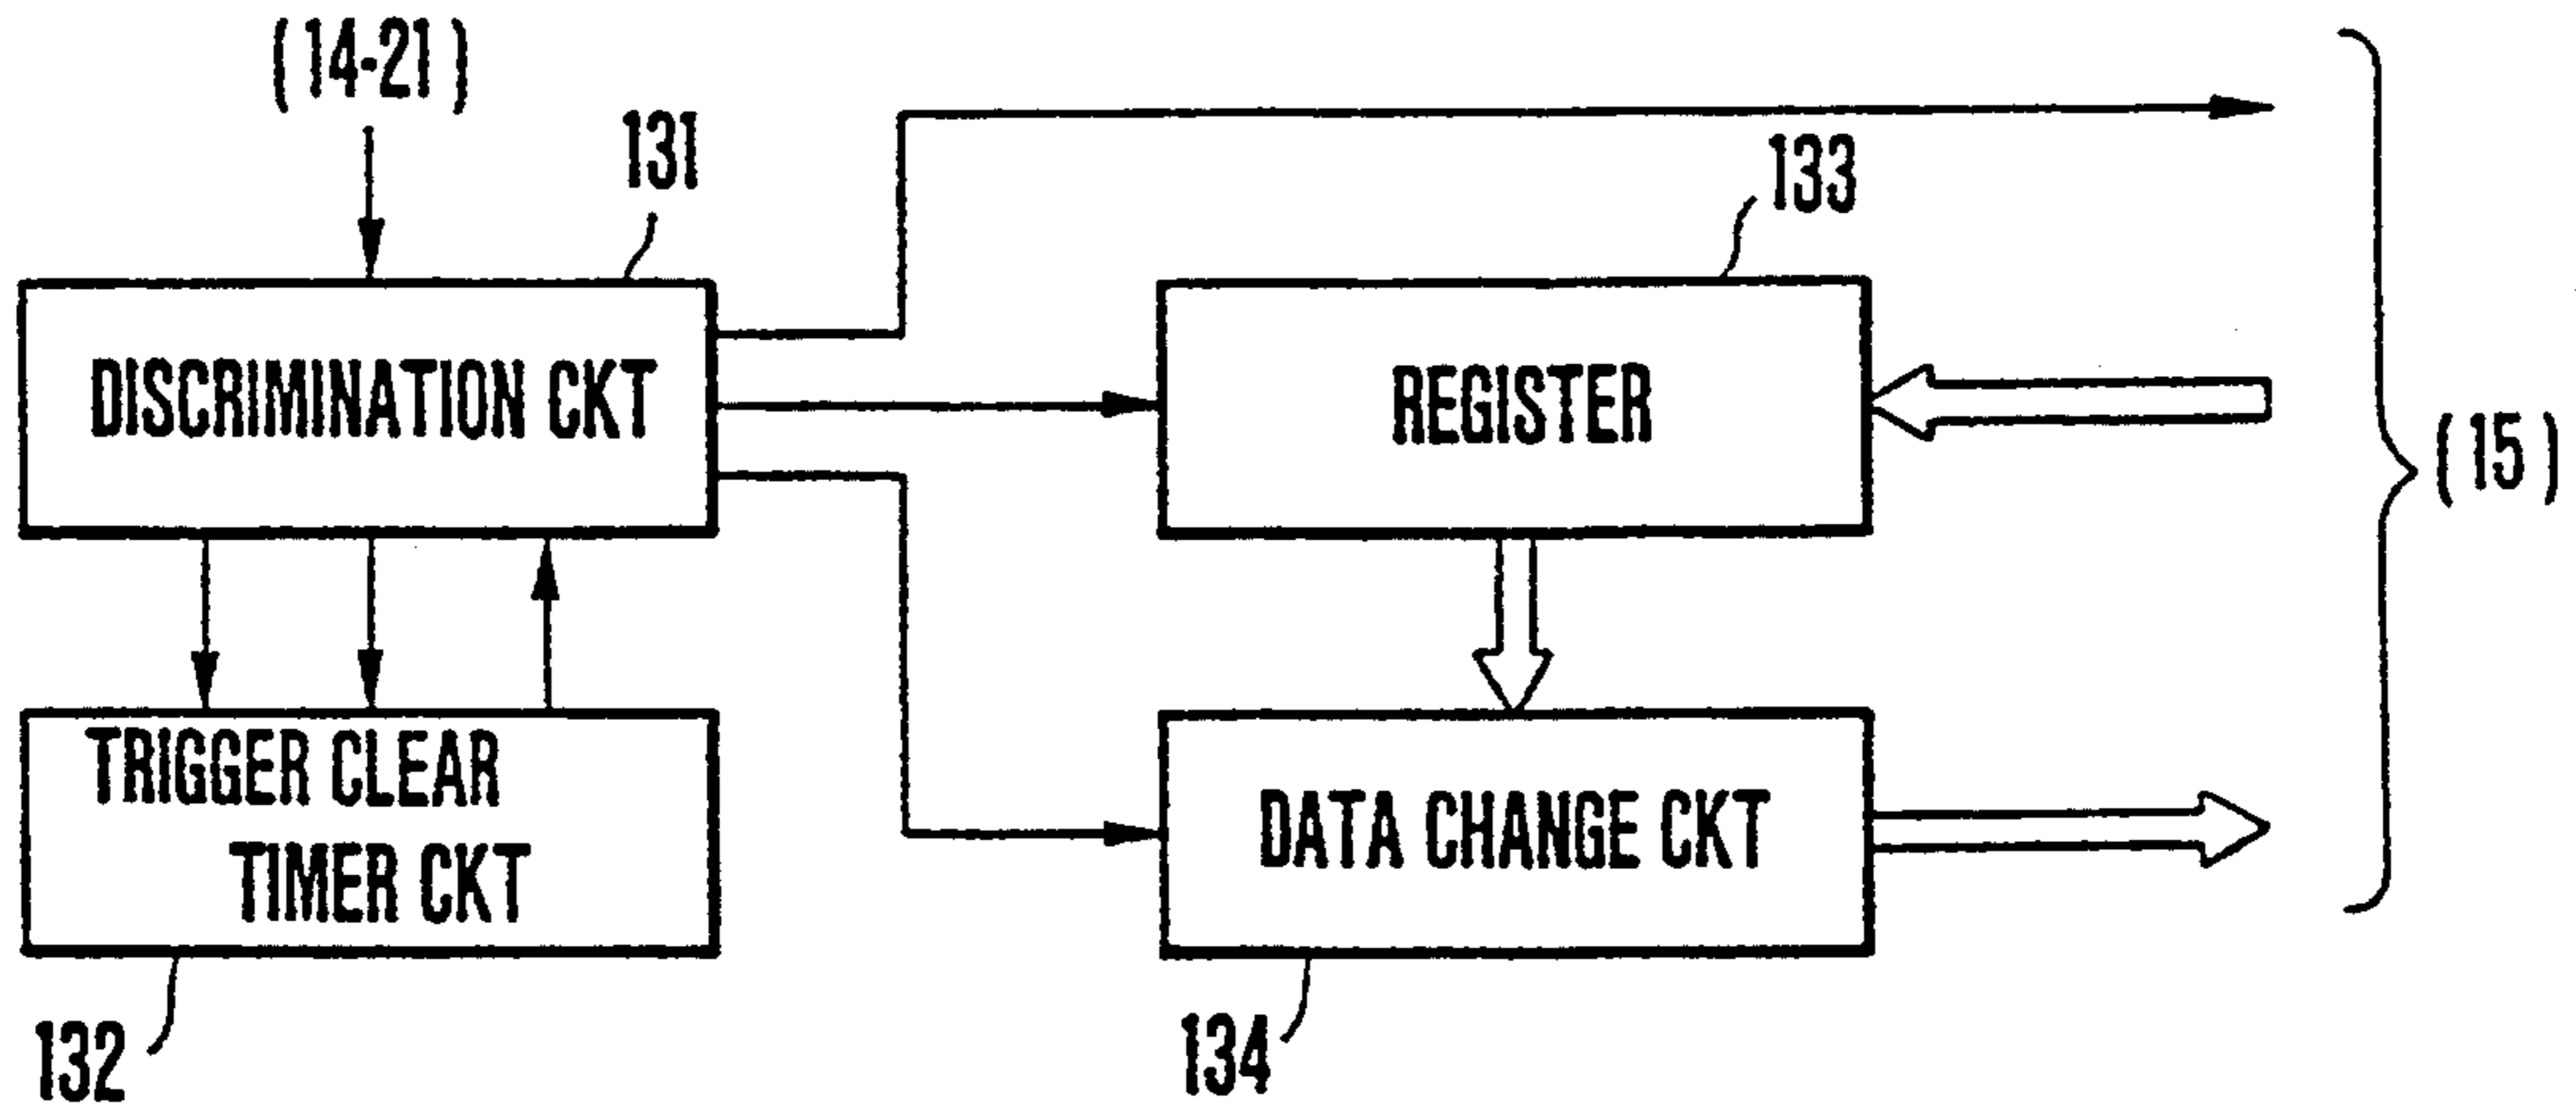 (14-21)
131
133
DISCRIMINATION CKT
REGISTER
(15)
TRIGGER CLEAR
TIMER CKT
DATA CHANGE CKT
132
134